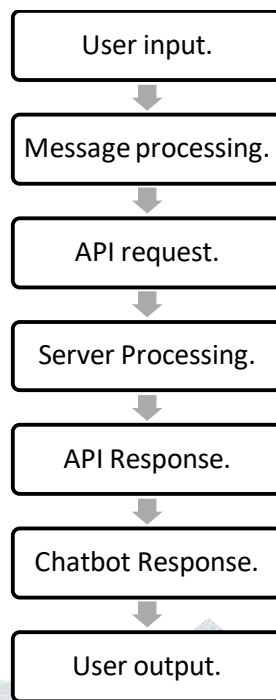 User input.
Message processing.
API request.
Server Processing.
API Response.
Chatbot Response.
User output.